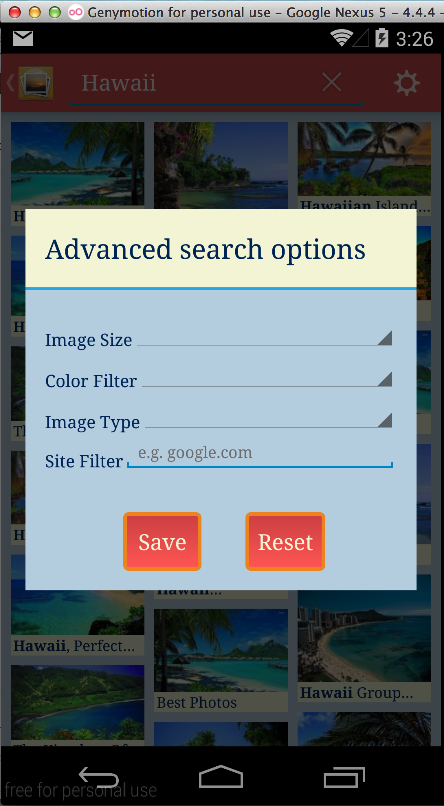 Genymotion for personal use - Google Nexus 5 - 4.4.4 -
3:26
Hawaii
Hawaiian Island...
Advanced search options
Image Size
Color Filter
Image Type
Site Filter e.g. google.com
Save Reset
Hawaii...
Hawaii, Perfect...
Best Photos
Hawaii Group...
free for personal use